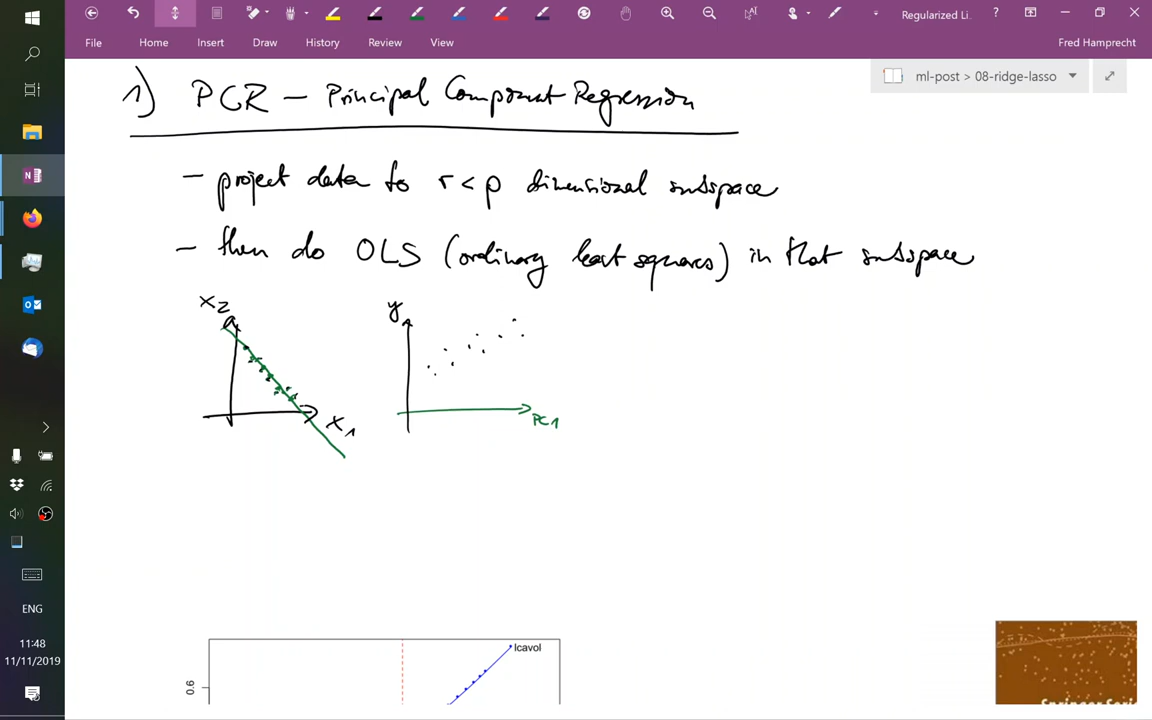 Regularized Li...
?
File
Home
Insert
Draw
History
Review
View
Fred Hamprecht
ml-post > 08-ridge-lasso
1) PCR – Principal Component Regression
– project data to r < p dimensional subspace
– then do OLS (ordinary least squares) in that subspace
x2
x1
y
PC1
lcavol
0.6
ENG
11:48
11/11/2019